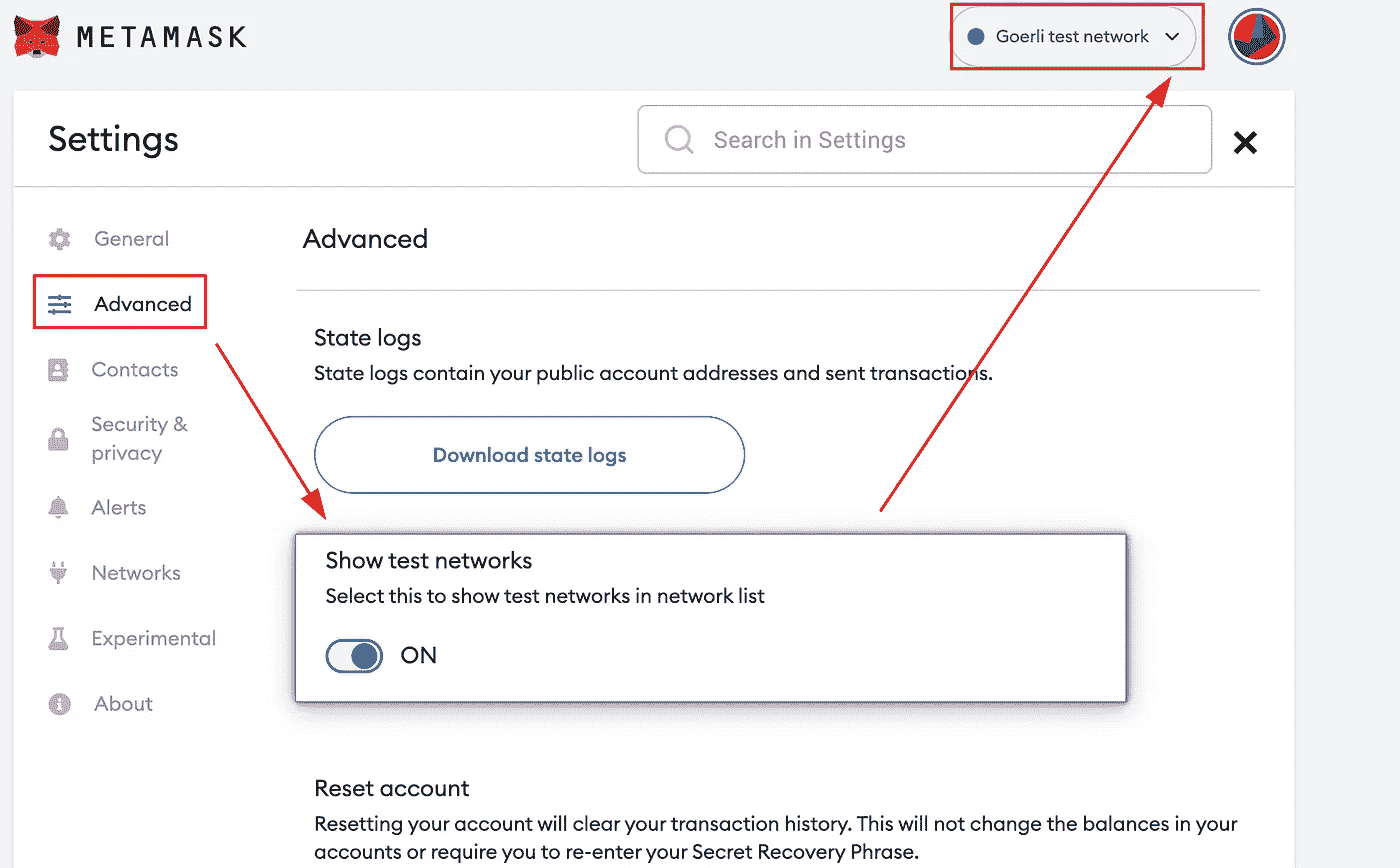 METAMASK
Goerli test network
Settings
Search in Settings
General
Advanced
Contacts
Security &
privacy
Alerts
Networks
Experimental
About
Advanced
State logs
State logs contain your public account addresses and sent transactions.
Download state logs
Show test networks
Select this to show test networks in network list
ON
Reset account
Resetting your account will clear your transaction history. This will not change the balances in your
accounts or require you to re-enter your Secret Recovery Phrase.